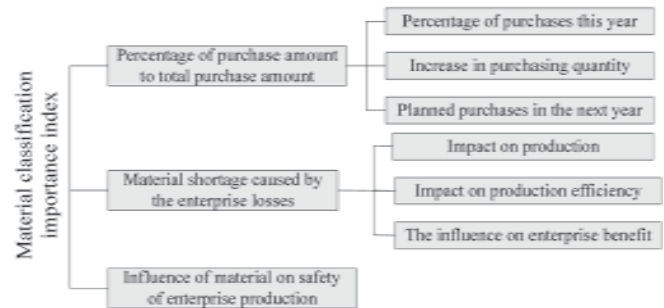 Material classification
importance index
Percentage of purchase amount
to total purchase amount
Percentage of purchases this year
Increase in purchasing quantity
Planned purchases in the next year
Material shortage caused by
the enterprise losses
Impact on production
Impact on production efficiency
The influence on enterprise benefit
Influence of material on safety
of enterprise production